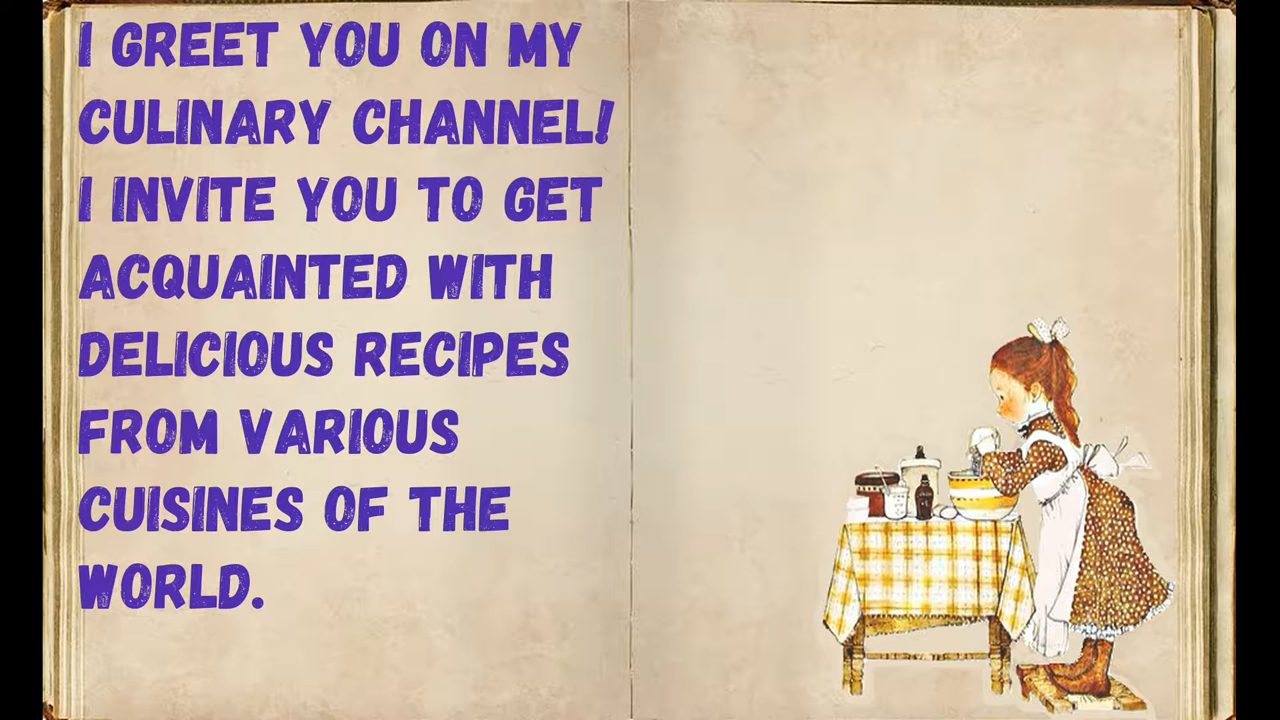 I GREET YOU ON MY
CULINARY CHANNEL!
I INVITE YOU TO GET
ACQUAINTED WITH
DELICIOUS RECIPES
FROM VARIOUS
CUISINES OF THE
WORLD.